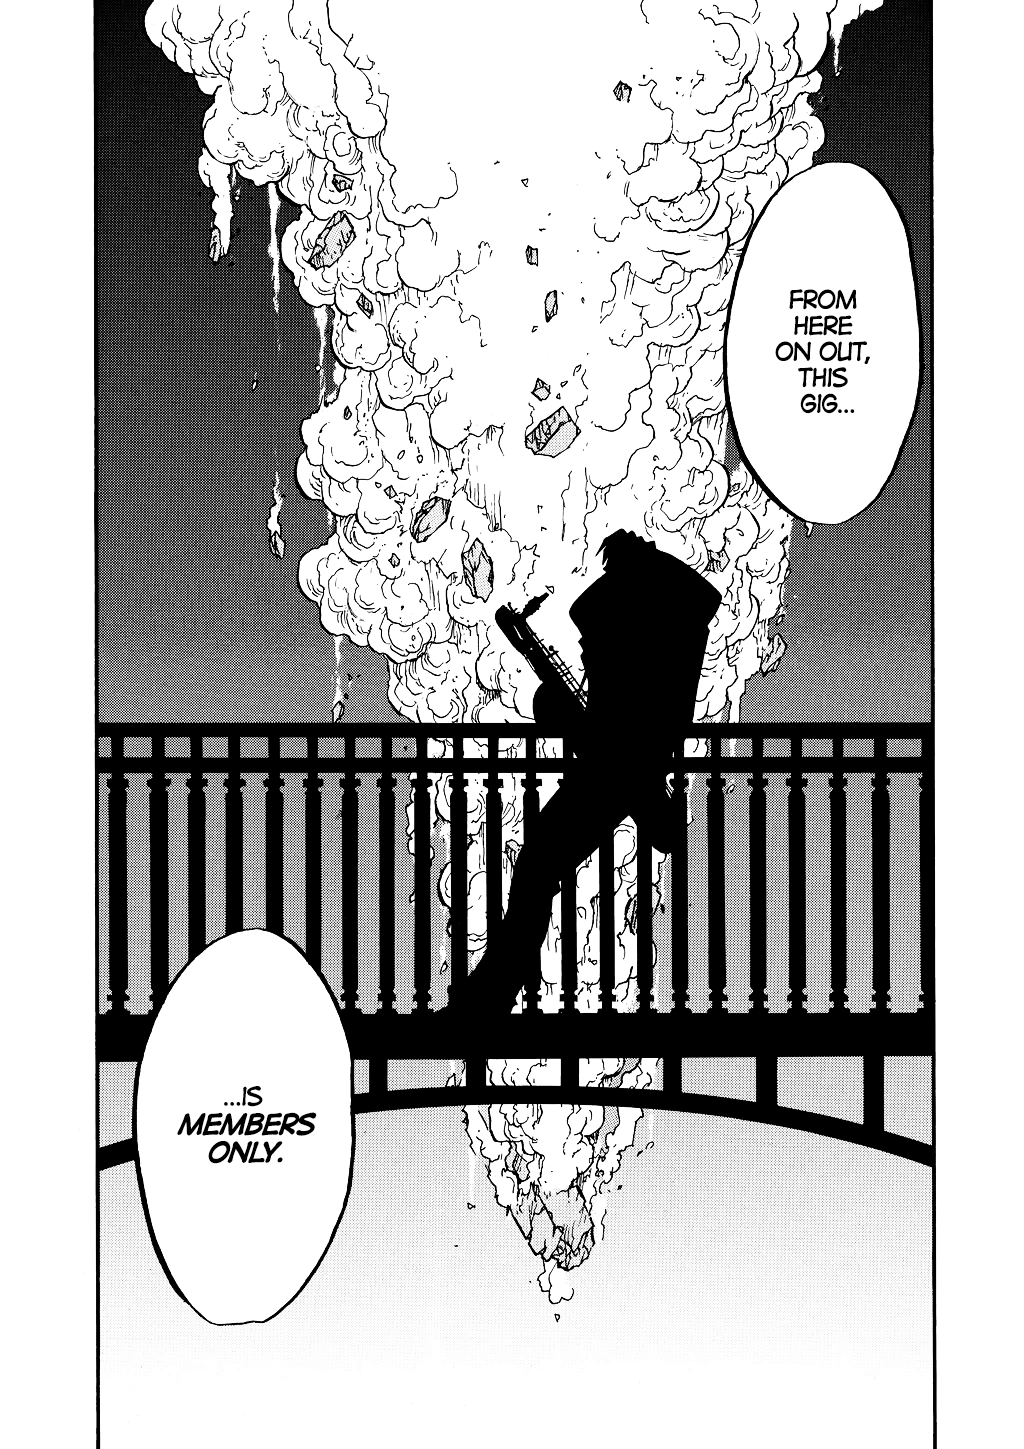 FROM
HERE
ON OUT,
THIS
GIG...
...IS
MEMBERS
ONLY.